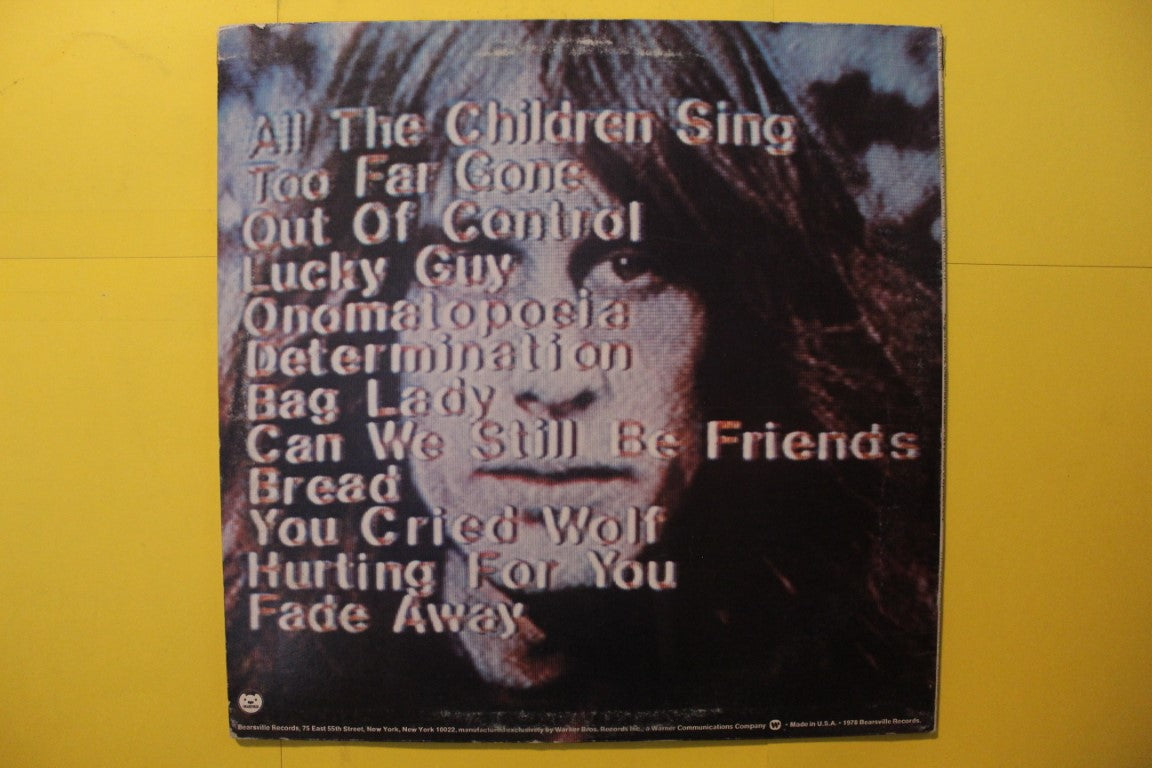 All The Children Sing
Too Far Gone
Out Of Control
Lucky Guy
Onomatopoeia
Determination
Bag Lady
Can We Still Be Friends
Bread
You Cried Wolf
Hurting For You
Fade Away
Bearsville Records, 75 East 55th Street, New York, New York 10022, manufactured exclusively by Warner Bros. Records Inc., a Warner Communications Company W • Made in U.S.A. • 1978 Bearsville Records.